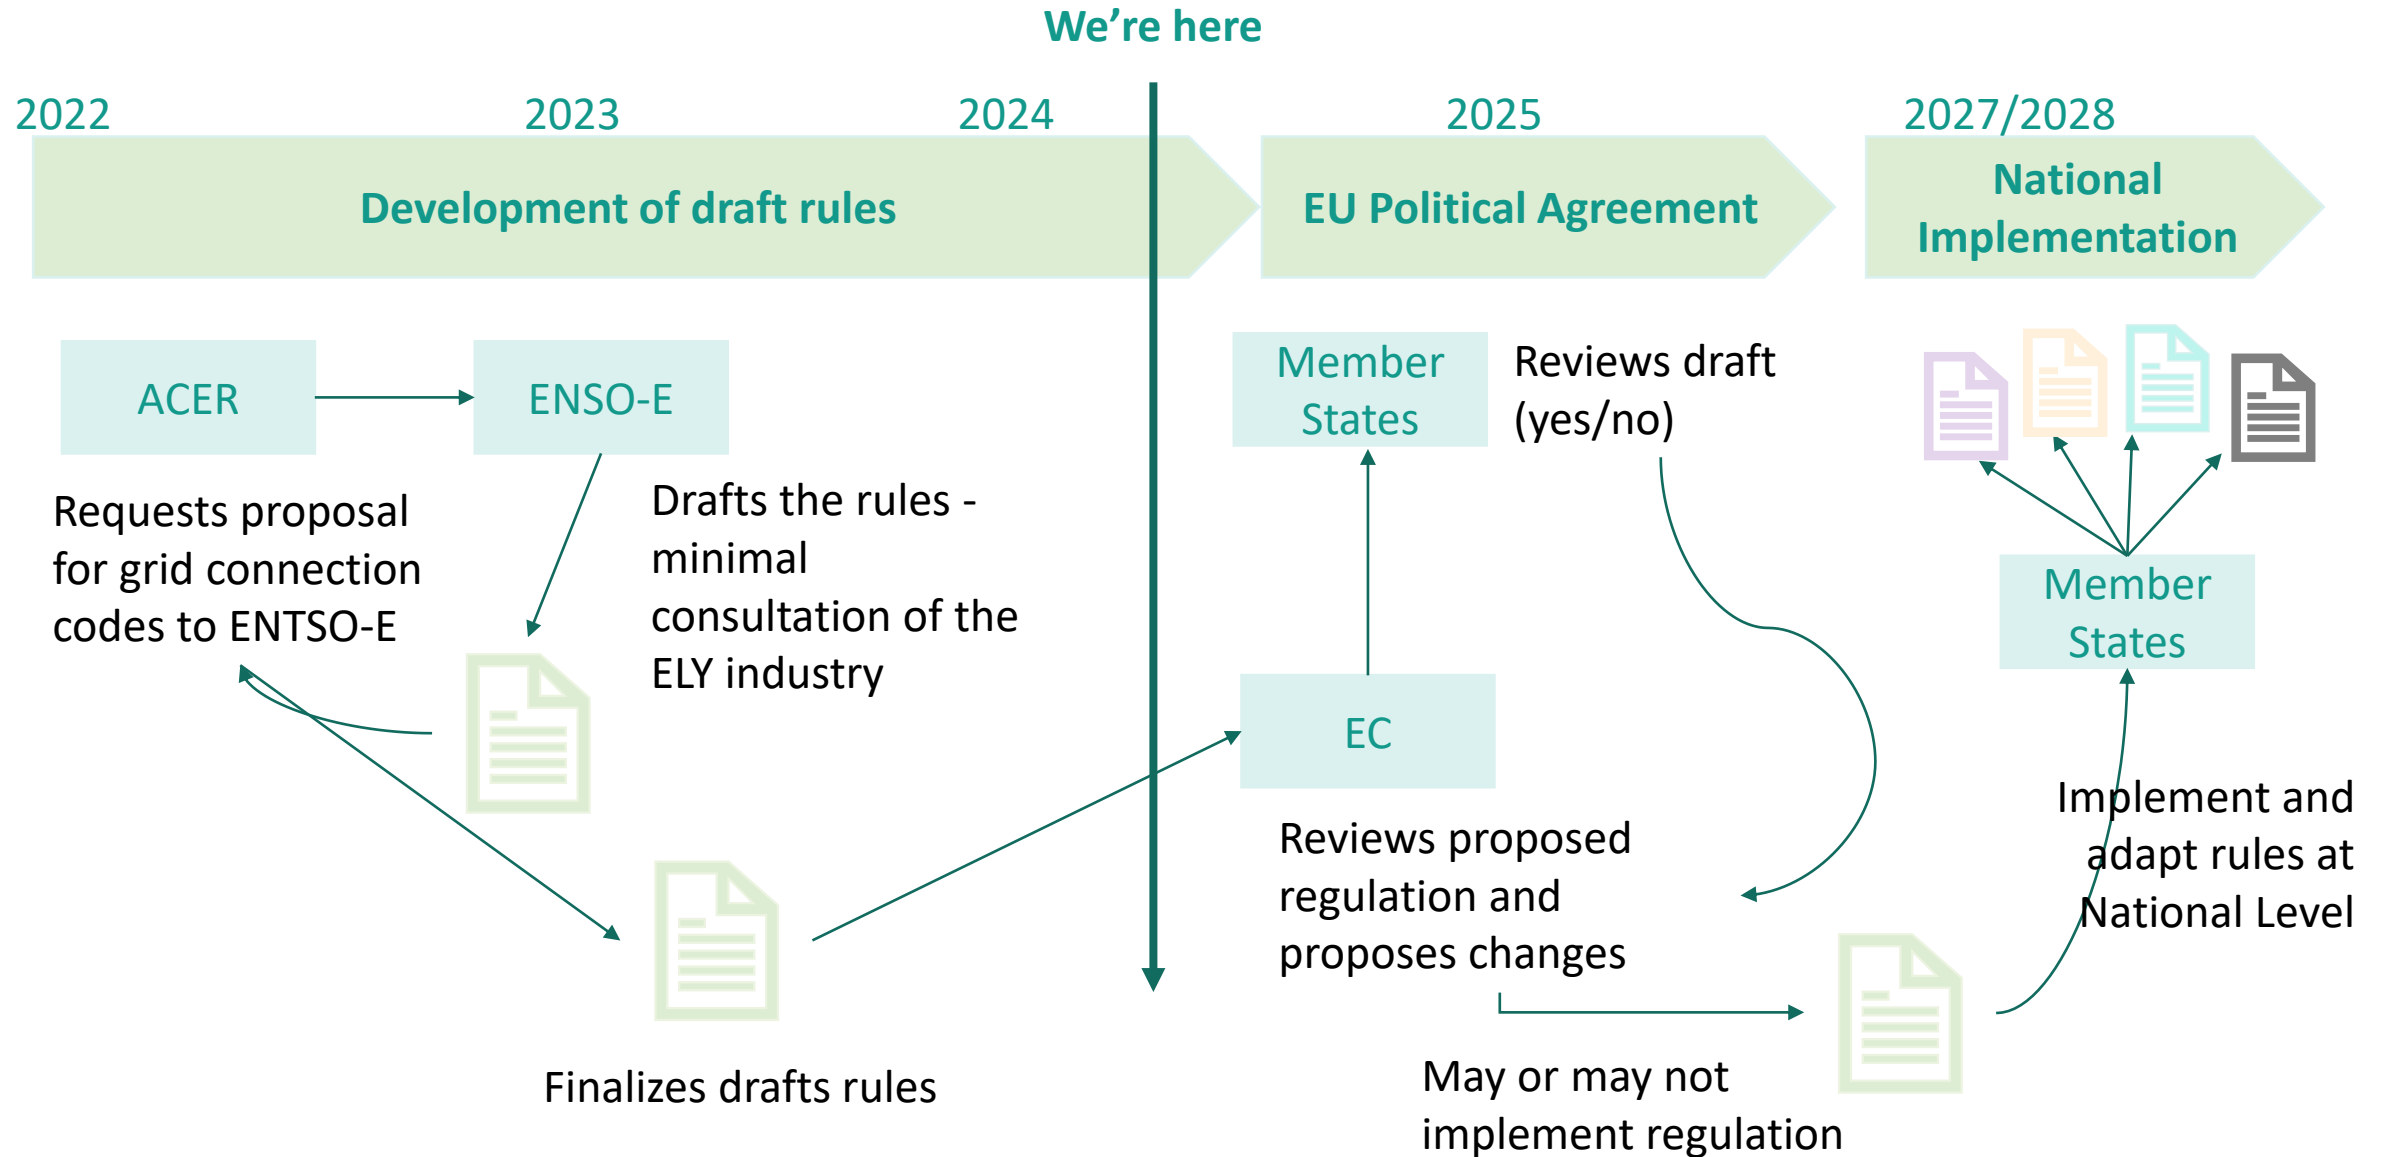 We’re here
2022
2023
2024
2025
2027/2028
Development of draft rules
EU Political Agreement
National
Implementation
ACER
ENSO-E
Requests proposal
for grid connection
codes to ENTSO-E
Drafts the rules -
minimal
consultation of the
ELY industry
Finalizes drafts rules
Member
States
Reviews draft
(yes/no)
EC
Reviews proposed
regulation and
proposes changes
May or may not
implement regulation
Member
States
Implement and
adapt rules at
National Level